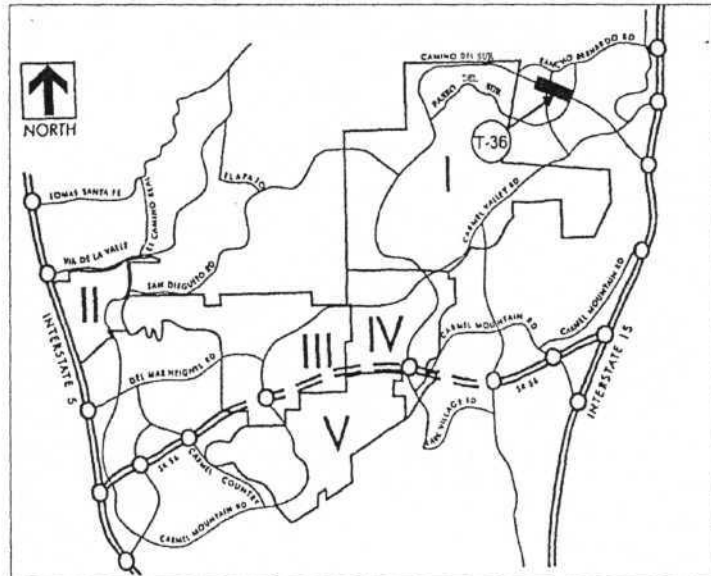 CAMINO DEL SUR
RANCHO BERNARDO RD
PASEO DEL SUR
NORTH
T-36
LOMAS SANTA FE
EL CAMINO REAL
EL APAJO
I
CARMEL VALLEY RD
VIA DE LA VALLE
SAN DIEGUITO RD
II
INTERSTATE 5
III
IV
CARMEL MOUNTAIN RD
CARMEL MOUNTAIN RD
DEL MAR HEIGHTS RD
SR 56
INTERSTATE 15
V
SR 56
CARMEL COUNTRY
CARMEL MOUNTAIN RD